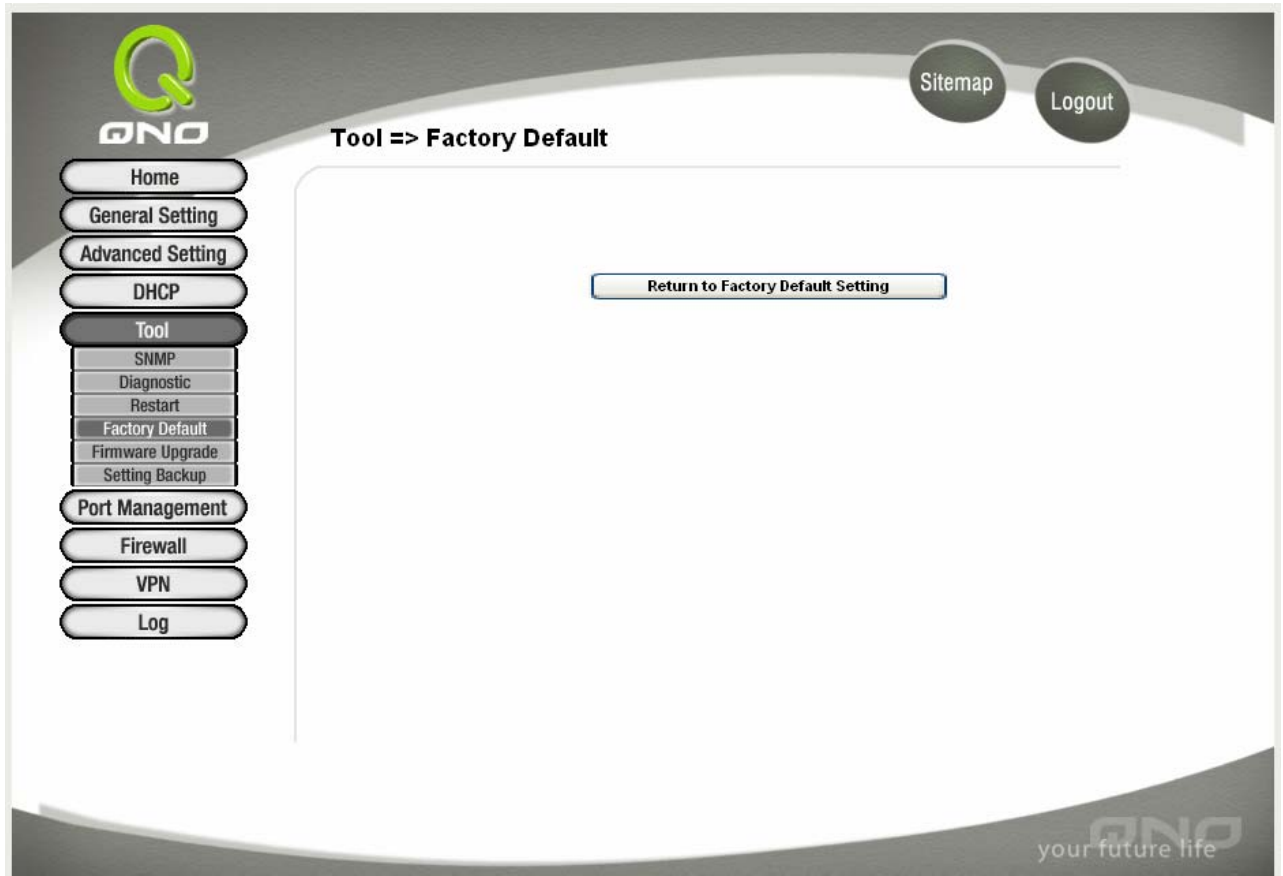 QNO
Sitemap
Logout
Tool => Factory Default
Home
General Setting
Advanced Setting
DHCP
Tool
SNMP
Diagnostic
Restart
Factory Default
Firmware Upgrade
Setting Backup
Port Management
Firewall
VPN
Log
Return to Factory Default Setting
QNO
your future life